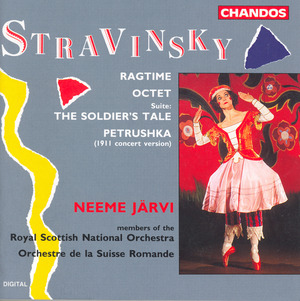 CHANDOS
STRAVINSKY
RAGTIME
OCTET
Suite:
THE SOLDIER'S TALE
PETRUSHKA
(1911 concert version)
NEEME JÄRVI
members of the
Royal Scottish National Orchestra
Orchestre de la Suisse Romande
DIGITAL